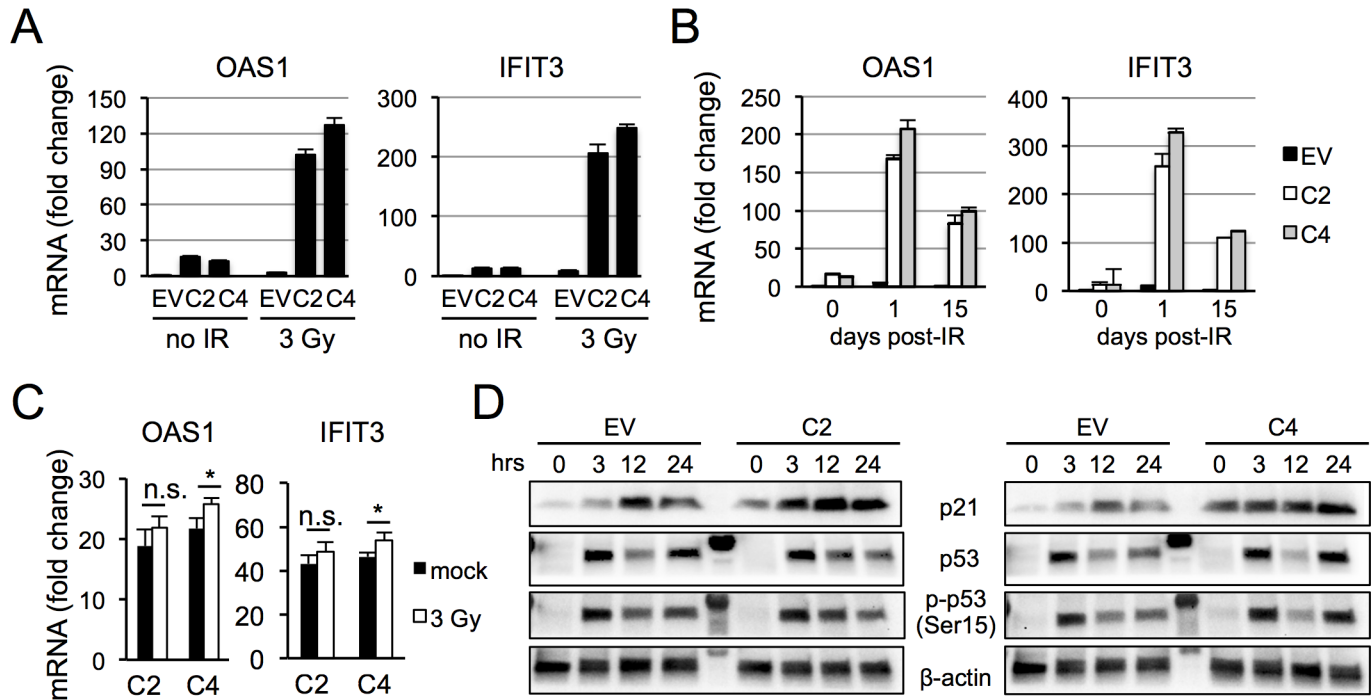 A
OAS1
IFIT3
mRNA (fold change)
150
120
90
60
30
0
300
200
100
0
EV C2 C4
EV C2 C4
EV C2 C4
EV C2 C4
no IR
3 Gy
no IR
3 Gy
B
OAS1
IFIT3
mRNA (fold change)
250
200
150
100
50
0
400
300
200
100
0
0 1 15
0 1 15
days post-IR
days post-IR
EV
C2
C4
C
OAS1
IFIT3
mRNA (fold change)
30
20
10
0
80
60
40
20
0
n.s.
*
n.s.
*
C2 C4
C2 C4
mock
3 Gy
D
EV C2 EV C4
hrs 0 3 12 24 0 3 12 24 0 3 12 24 0 3 12 24
p21
p53
p-p53
(Ser15)
β-actin